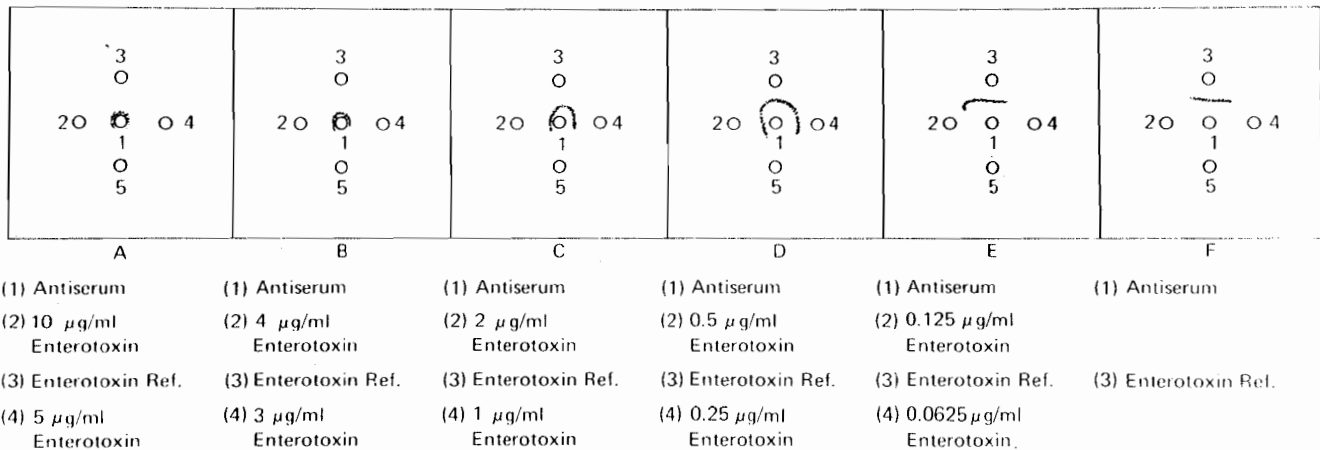 3 3 3 3 3 3
2 4 2 4 2 4 2 4 2 4 2 4
1 1 1 1 1 1
5 5 5 5 5 5
A B C D E F
(1) Antiserum (1) Antiserum (1) Antiserum (1) Antiserum (1) Antiserum (1) Antiserum
(2) 10 μg/ml (2) 4 μg/ml (2) 2 μg/ml (2) 0.5 μg/ml (2) 0.125 μg/ml
Enterotoxin Enterotoxin Enterotoxin Enterotoxin Enterotoxin
(3) Enterotoxin Ref. (3) Enterotoxin Ref. (3) Enterotoxin Ref. (3) Enterotoxin Ref. (3) Enterotoxin Ref. (3) Enterotoxin Ref.
(4) 5 μg/ml (4) 3 μg/ml (4) 1 μg/ml (4) 0.25 μg/ml (4) 0.0625 μg/ml
Enterotoxin Enterotoxin Enterotoxin Enterotoxin Enterotoxin.